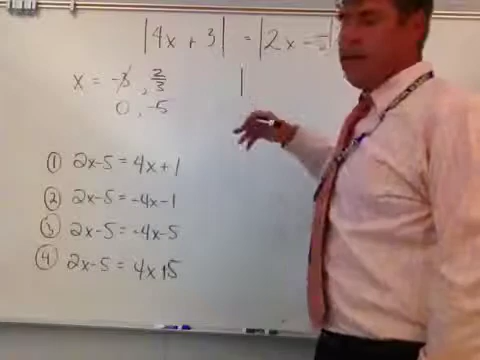 |4x + 3| = |2x -
x = -3, 2/3
0, -5
|
① 2x-5 = 4x+1
② 2x-5 = -4x-1
③ 2x-5 = -4x-5
④ 2x-5 = 4x+5